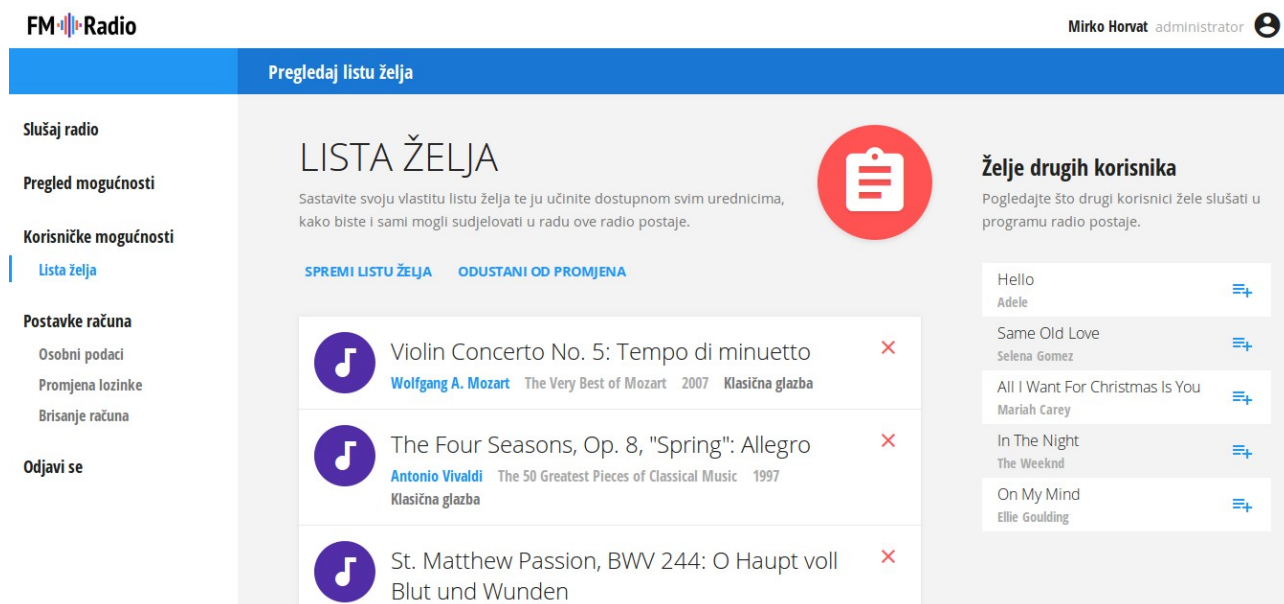 FM Radio
Mirko Horvat administrator
Pregledaj listu želja
Slušaj radio
Pregled mogućnosti
Korisničke mogućnosti
Lista želja
Postavke računa
Osobni podaci
Promjena lozinke
Brisanje računa
Odjavi se
LISTA ŽELJA
Sastavite svoju vlastitu listu želja te ju učinite dostupnom svim urednicima,
kako biste i sami mogli sudjelovati u radu ove radio postaje.
SPREMI LISTU ŽELJA ODUSTANI OD PROMJENA
Violin Concerto No. 5: Tempo di minuetto
Wolfgang A. Mozart The Very Best of Mozart 2007 Klasična glazba
The Four Seasons, Op. 8, "Spring": Allegro
Antonio Vivaldi The 50 Greatest Pieces of Classical Music 1997
Klasična glazba
St. Matthew Passion, BWV 244: O Haupt voll
Blut und Wunden
Želje drugih korisnika
Pogledajte što drugi korisnici žele slušati u
programu radio postaje.
Hello
Adele
Same Old Love
Selena Gomez
All I Want For Christmas Is You
Mariah Carey
In The Night
The Weeknd
On My Mind
Ellie Goulding